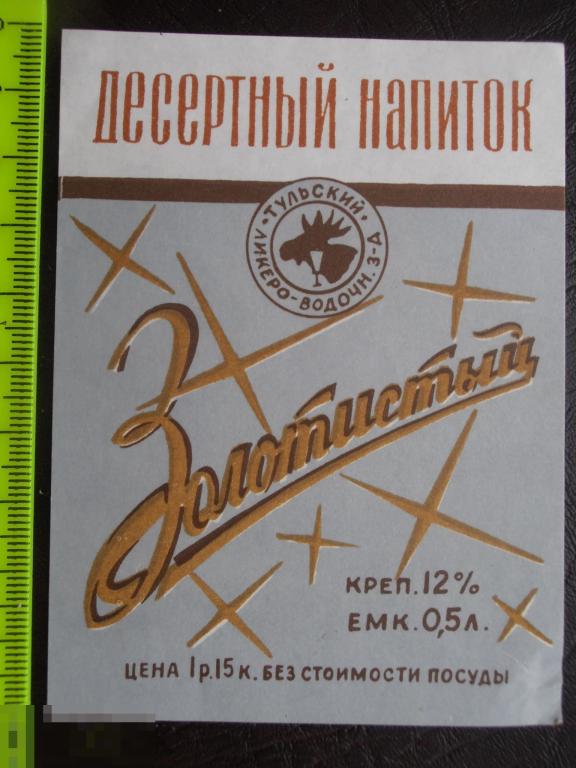 Десертный напиток
• ТУЛЬСКИЙ •
ЛИКЕРО-ВОДОЧН. З-Д
Золотистый
КРЕП. 12%
ЕМК. 0,5 Л.
ЦЕНА 1 р. 15 к. БЕЗ СТОИМОСТИ ПОСУДЫ